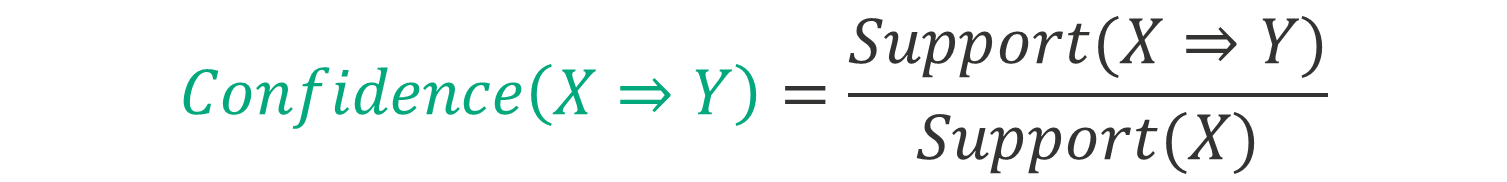 Confidence(X ⇒ Y) = Support(X ⇒ Y) / Support(X)